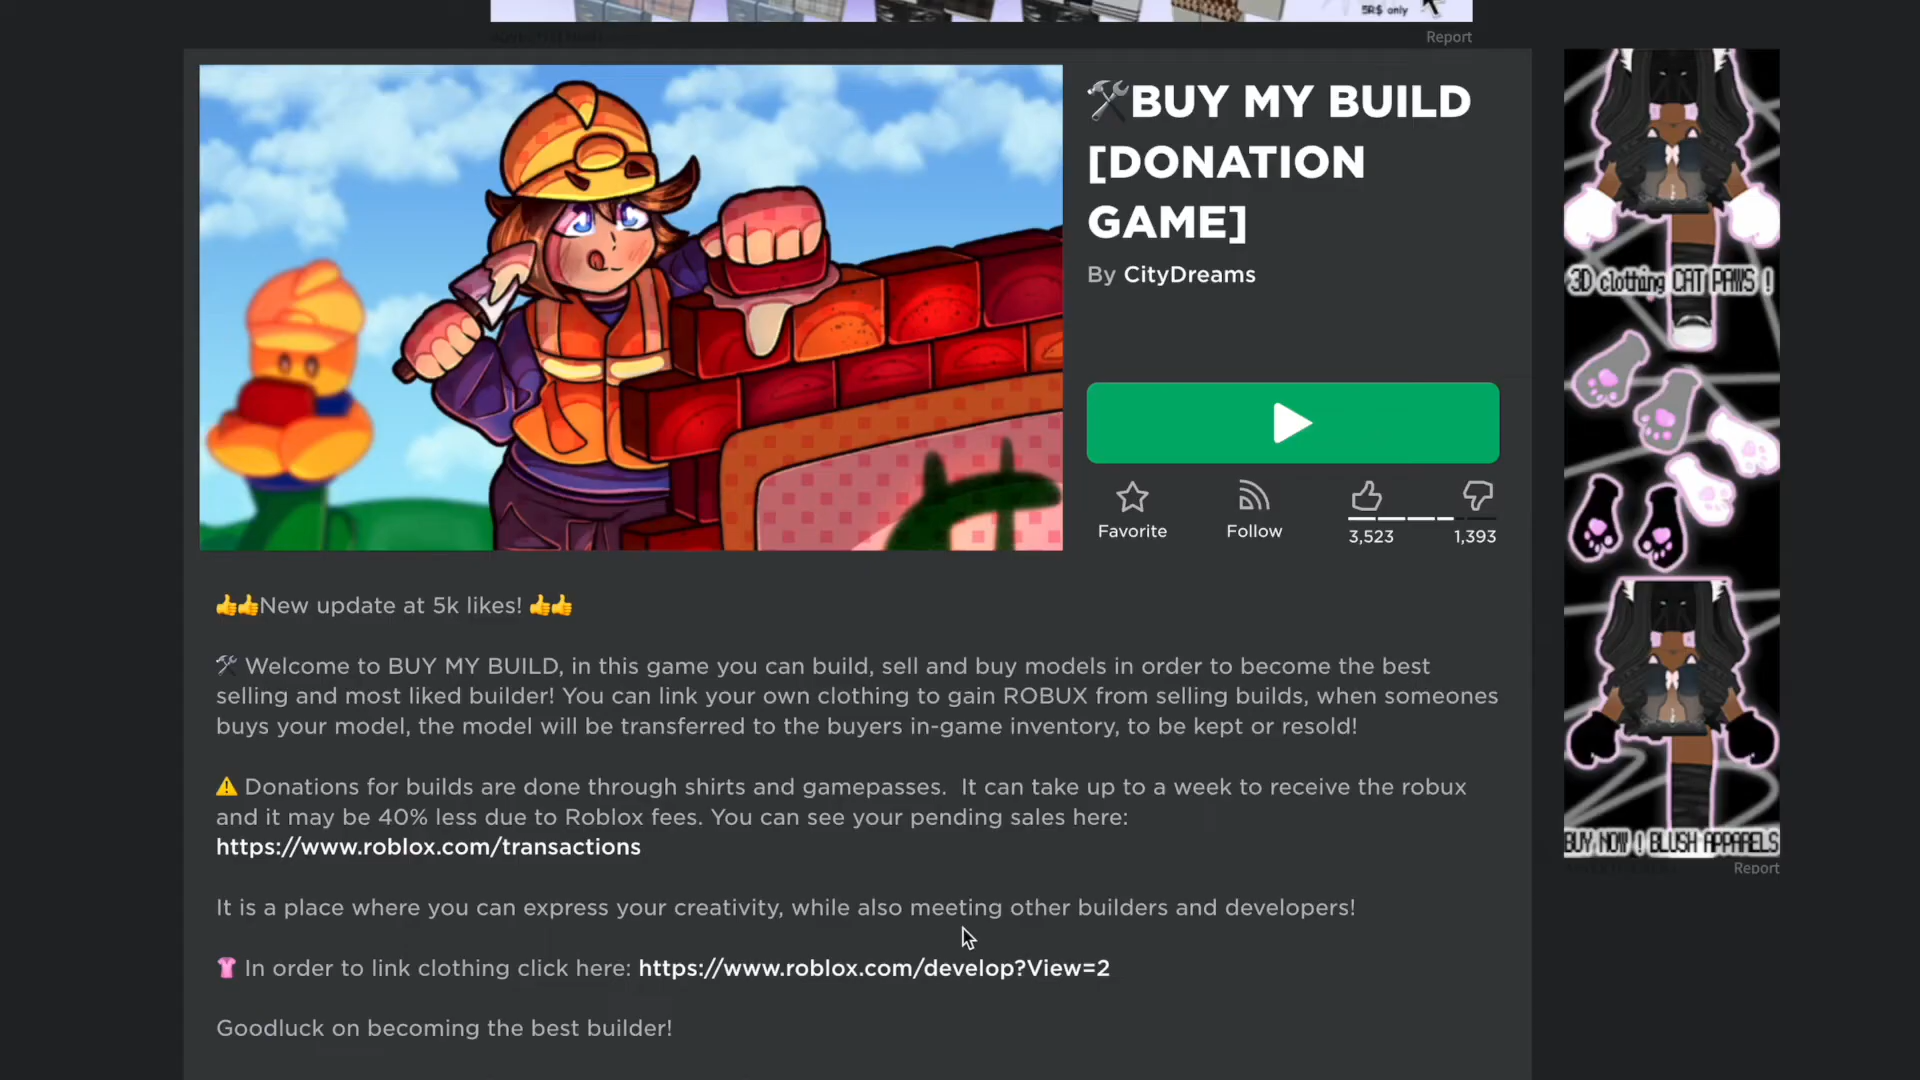 5R$ only
Report
🛠BUY MY BUILD
[DONATION
GAME]
By CityDreams
Favorite
Follow
3,523
1,393
👍👍New update at 5k likes! 👍👍
🛠 Welcome to BUY MY BUILD, in this game you can build, sell and buy models in order to become the best
selling and most liked builder! You can link your own clothing to gain ROBUX from selling builds, when someones
buys your model, the model will be transferred to the buyers in-game inventory, to be kept or resold!
⚠️ Donations for builds are done through shirts and gamepasses.  It can take up to a week to receive the robux
and it may be 40% less due to Roblox fees. You can see your pending sales here:
https://www.roblox.com/transactions
It is a place where you can express your creativity, while also meeting other builders and developers!
👚 In order to link clothing click here: https://www.roblox.com/develop?View=2
Goodluck on becoming the best builder!
3D clothing CAT PAWS !
BUY NOW ! BLUSH APPARELS
Report